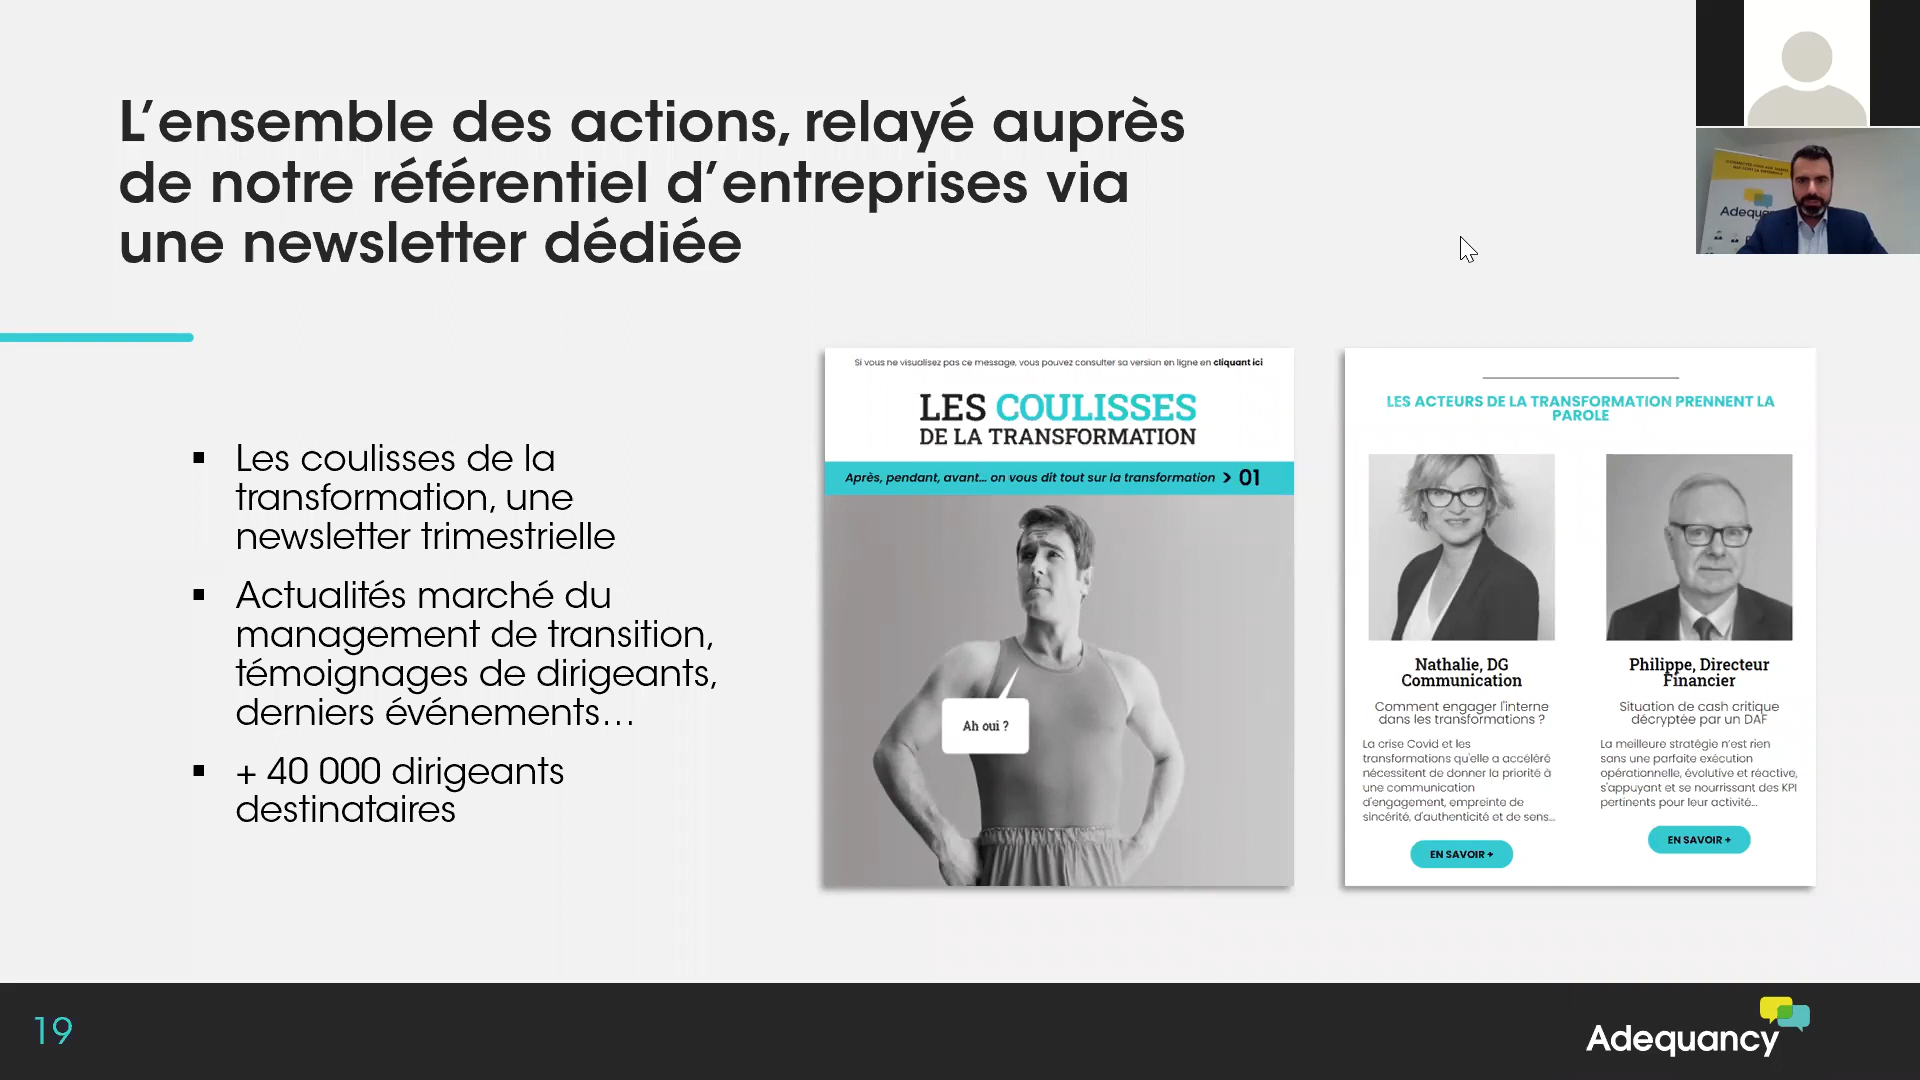 L’ensemble des actions, relayé auprès
de notre référentiel d’entreprises via
une newsletter dédiée
▪ Les coulisses de la
transformation, une
newsletter trimestrielle
▪ Actualités marché du
management de transition,
témoignages de dirigeants,
derniers événements…
▪ + 40 000 dirigeants
destinataires
Si vous ne visualisez pas ce message, vous pouvez consulter sa version en ligne en cliquant ici
LES COULISSES
DE LA TRANSFORMATION
Après, pendant, avant... on vous dit tout sur la transformation > 01
Ah oui ?
LES ACTEURS DE LA TRANSFORMATION PRENNENT LA
PAROLE
Nathalie, DG
Communication
Comment engager l'interne
dans les transformations ?
La crise Covid et les
transformations qu'elle a accéléré
nécessitent de donner la priorité à
une communication
d'engagement, empreinte de
sincérité, d'authenticité et de sens...
EN SAVOIR +
Philippe, Directeur
Financier
Situation de cash critique
décryptée par un DAF
La meilleure stratégie n'est rien
sans une parfaite exécution
opérationnelle, évolutive et réactive,
s'appuyant et se nourrissant des KPI
pertinents pour leur activité...
EN SAVOIR +
19
Adequancy